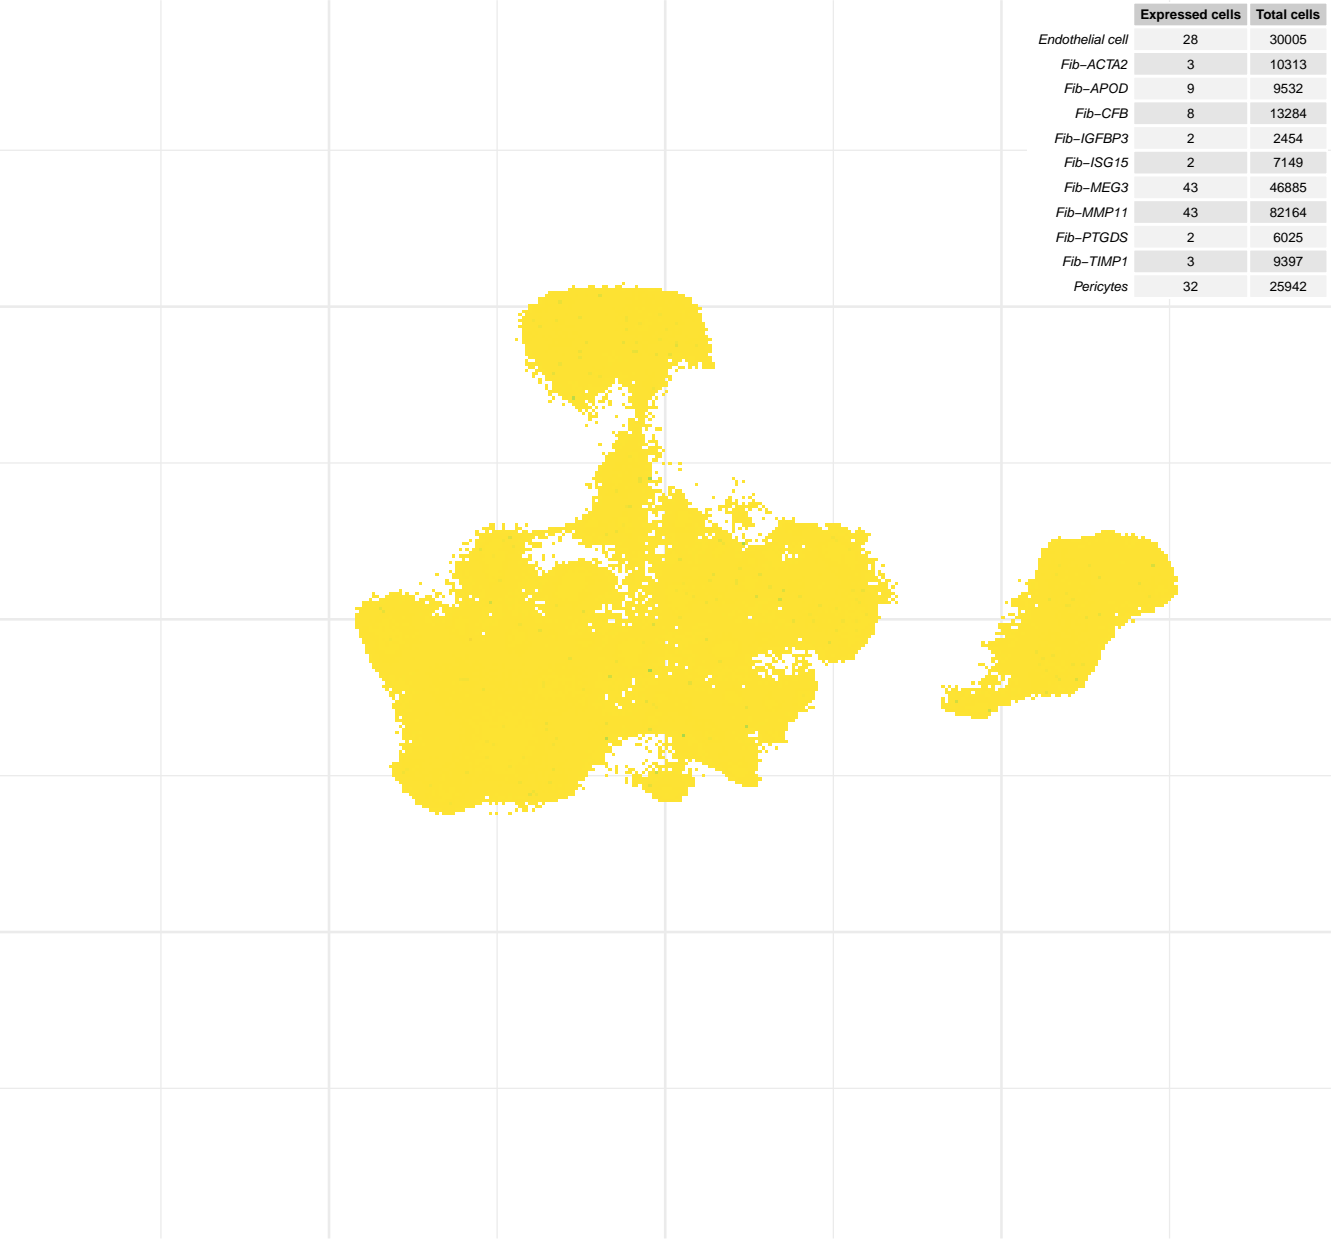 Expressed cells Total cells
Endothelial cell 28 30005
Fib−ACTA2 3 10313
Fib−APOD 9 9532
Fib−CFB 8 13284
Fib−IGFBP3 2 2454
Fib−ISG15 2 7149
Fib−MEG3 43 46885
Fib−MMP11 43 82164
Fib−PTGDS 2 6025
Fib−TIMP1 3 9397
Pericytes 32 25942